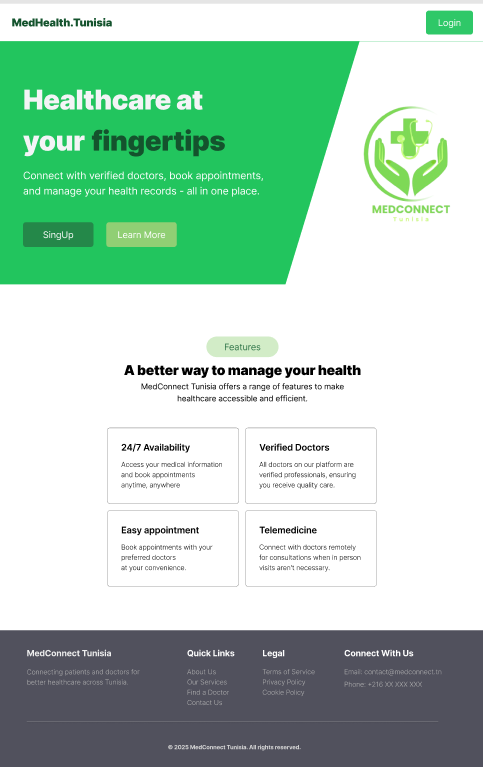 MedHealth.Tunisia
Login
Healthcare at
your fingertips
Connect with verified doctors, book appointments,
and manage your health records - all in one place.
SingUp
Learn More
MEDCONNECT
Tunisia
Features
A better way to manage your health
MedConnect Tunisia offers a range of features to make
healthcare accessible and efficient.
24/7 Availability
Access your medical information
and book appointments
anytime, anywhere
Verified Doctors
All doctors on our platform are
verified professionals, ensuring
you receive quality care.
Easy appointment
Book appointments with your
preferred doctors
at your convenience.
Telemedicine
Connect with doctors remotely
for consultations when in person
visits aren't necessary.
MedConnect Tunisia
Connecting patients and doctors for
better healthcare across Tunisia.
Quick Links
About Us
Our Services
Find a Doctor
Contact Us
Legal
Terms of Service
Privacy Policy
Cookie Policy
Connect With Us
Email: contact@medconnect.tn
Phone: +216 XX XXX XXX
© 2025 MedConnect Tunisia. All rights reserved.